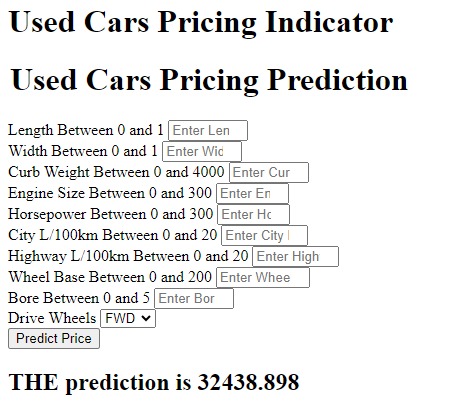 Used Cars Pricing Indicator
Used Cars Pricing Prediction
Length Between 0 and 1 Enter Len
Width Between 0 and 1 Enter Wid
Curb Weight Between 0 and 4000 Enter Cur
Engine Size Between 0 and 300 Enter En
Horsepower Between 0 and 300 Enter Ho
City L/100km Between 0 and 20 Enter City
Highway L/100km Between 0 and 20 Enter High
Wheel Base Between 0 and 200 Enter Whee
Bore Between 0 and 5 Enter Bor
Drive Wheels FWD
Predict Price
THE prediction is 32438.898